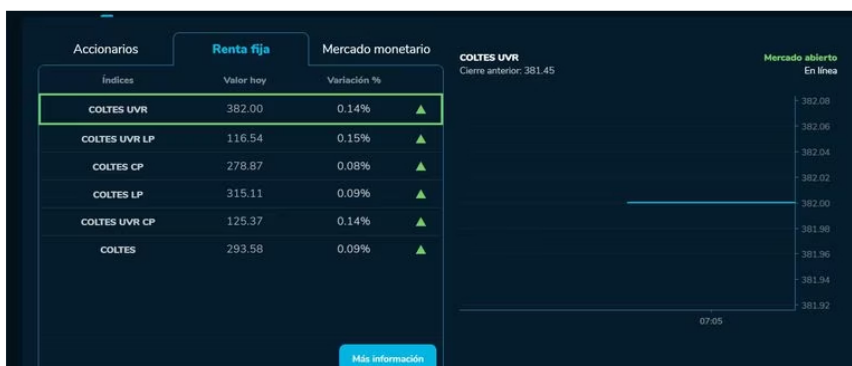 Accionarios Renta fija Mercado monetario
Índices Valor hoy Variación %
COLTES UVR 382.00 0.14%
COLTES UVR LP 116.54 0.15%
COLTES CP 278.87 0.08%
COLTES LP 315.11 0.09%
COLTES UVR CP 125.37 0.14%
COLTES 293.58 0.09%
Más información
COLTES UVR Mercado abierto
Cierre anterior: 381.45 En línea
382.08
382.06
382.04
382.02
382.00
381.98
381.96
381.94
381.92
07:05